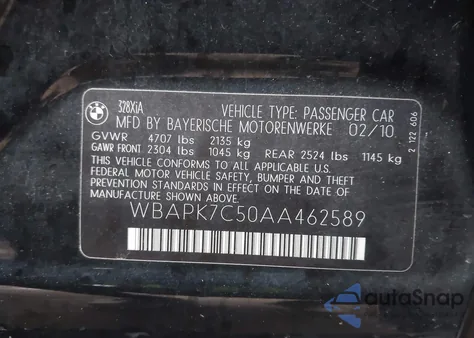 BMW
328XiA
VEHICLE TYPE: PASSENGER CAR
MFD BY BAYERISCHE MOTORENWERKE 02/10
GVWR 4707 lbs 2135 kg
GAWR FRONT: 2304 lbs 1045 kg REAR 2524 lbs 1145 kg
THIS VEHICLE CONFORMS TO ALL APPLICABLE U.S.
FEDERAL MOTOR VEHICLE SAFETY, BUMPER AND THEFT
PREVENTION STANDARDS IN EFFECT ON THE DATE OF
MANUFACTURE SHOWN ABOVE.
WBAPK7C50AA462589
2 122 606
autoSnap